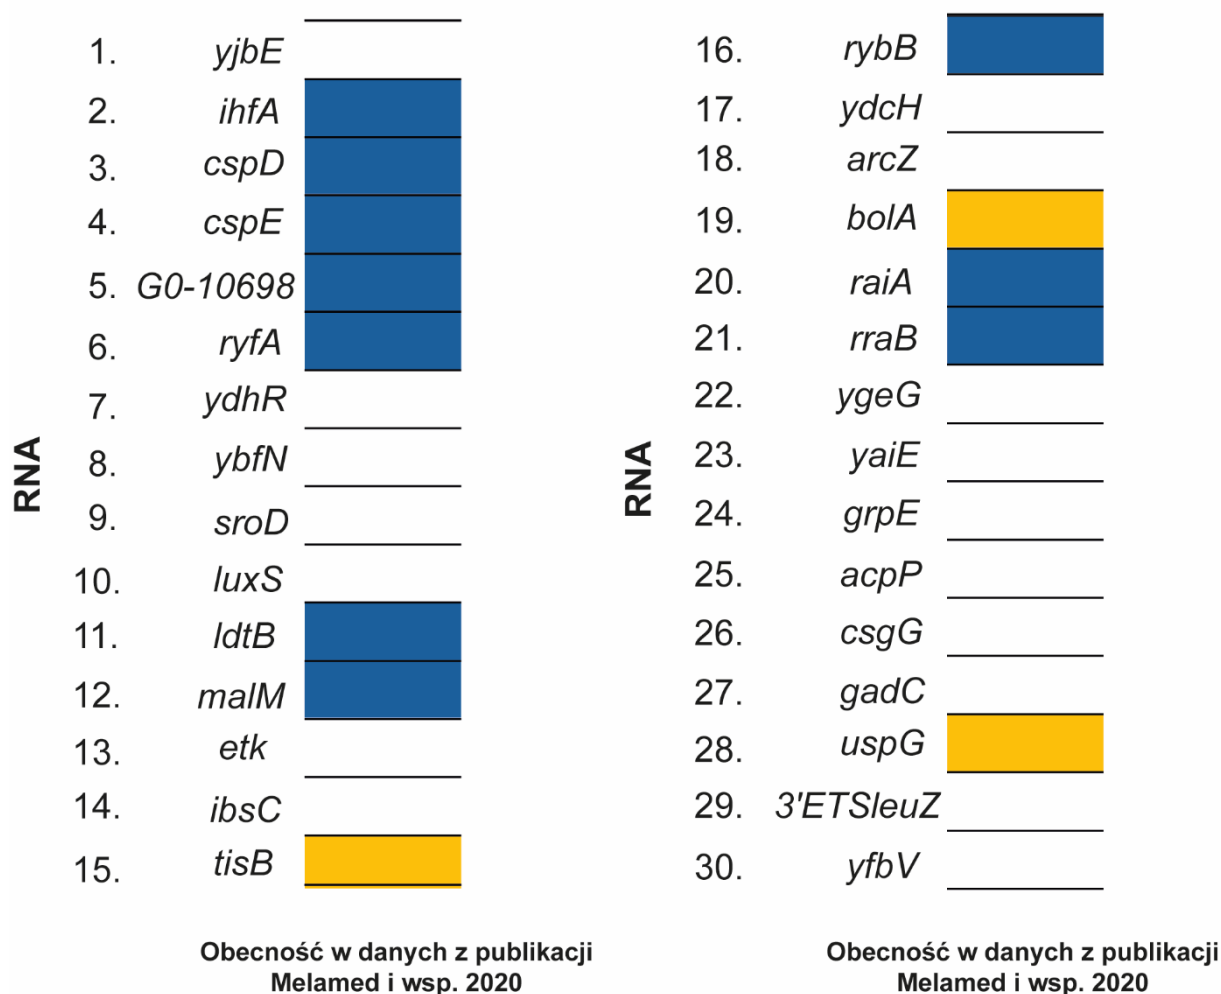 RNA
1. yjbE
2. ihfA
3. cspD
4. cspE
5. G0-10698
6. ryfA
7. ydhR
8. ybfN
9. sroD
10. luxS
11. ldtB
12. malM
13. etk
14. ibsC
15. tisB
Obecność w danych z publikacji
Melamed i wsp. 2020
RNA
16. rybB
17. ydcH
18. arcZ
19. bolA
20. raiA
21. rraB
22. ygeG
23. yaiE
24. grpE
25. acpP
26. csgG
27. gadC
28. uspG
29. 3'ETSleuZ
30. yfbV
Obecność w danych z publikacji
Melamed i wsp. 2020